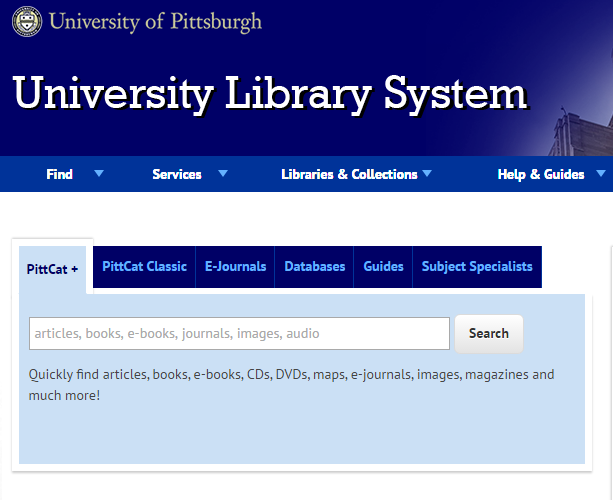 University of Pittsburgh
University Library System
Find Services Libraries & Collections Help & Guides
PittCat + PittCat Classic E-Journals Databases Guides Subject Specialists
articles, books, e-books, journals, images, audio Search
Quickly find articles, books, e-books, CDs, DVDs, maps, e-journals, images, magazines and
much more!